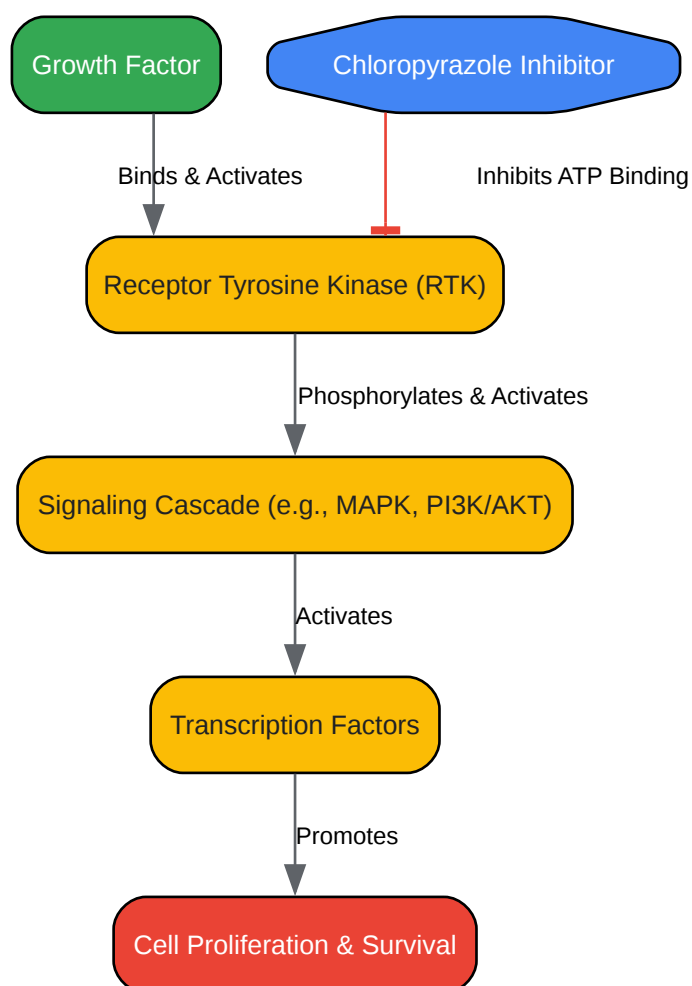 Growth Factor
Chloropyrazole Inhibitor
Binds & Activates
Inhibits ATP Binding
Receptor Tyrosine Kinase (RTK)
Phosphorylates & Activates
Signaling Cascade (e.g., MAPK, PI3K/AKT)
Activates
Transcription Factors
Promotes
Cell Proliferation & Survival